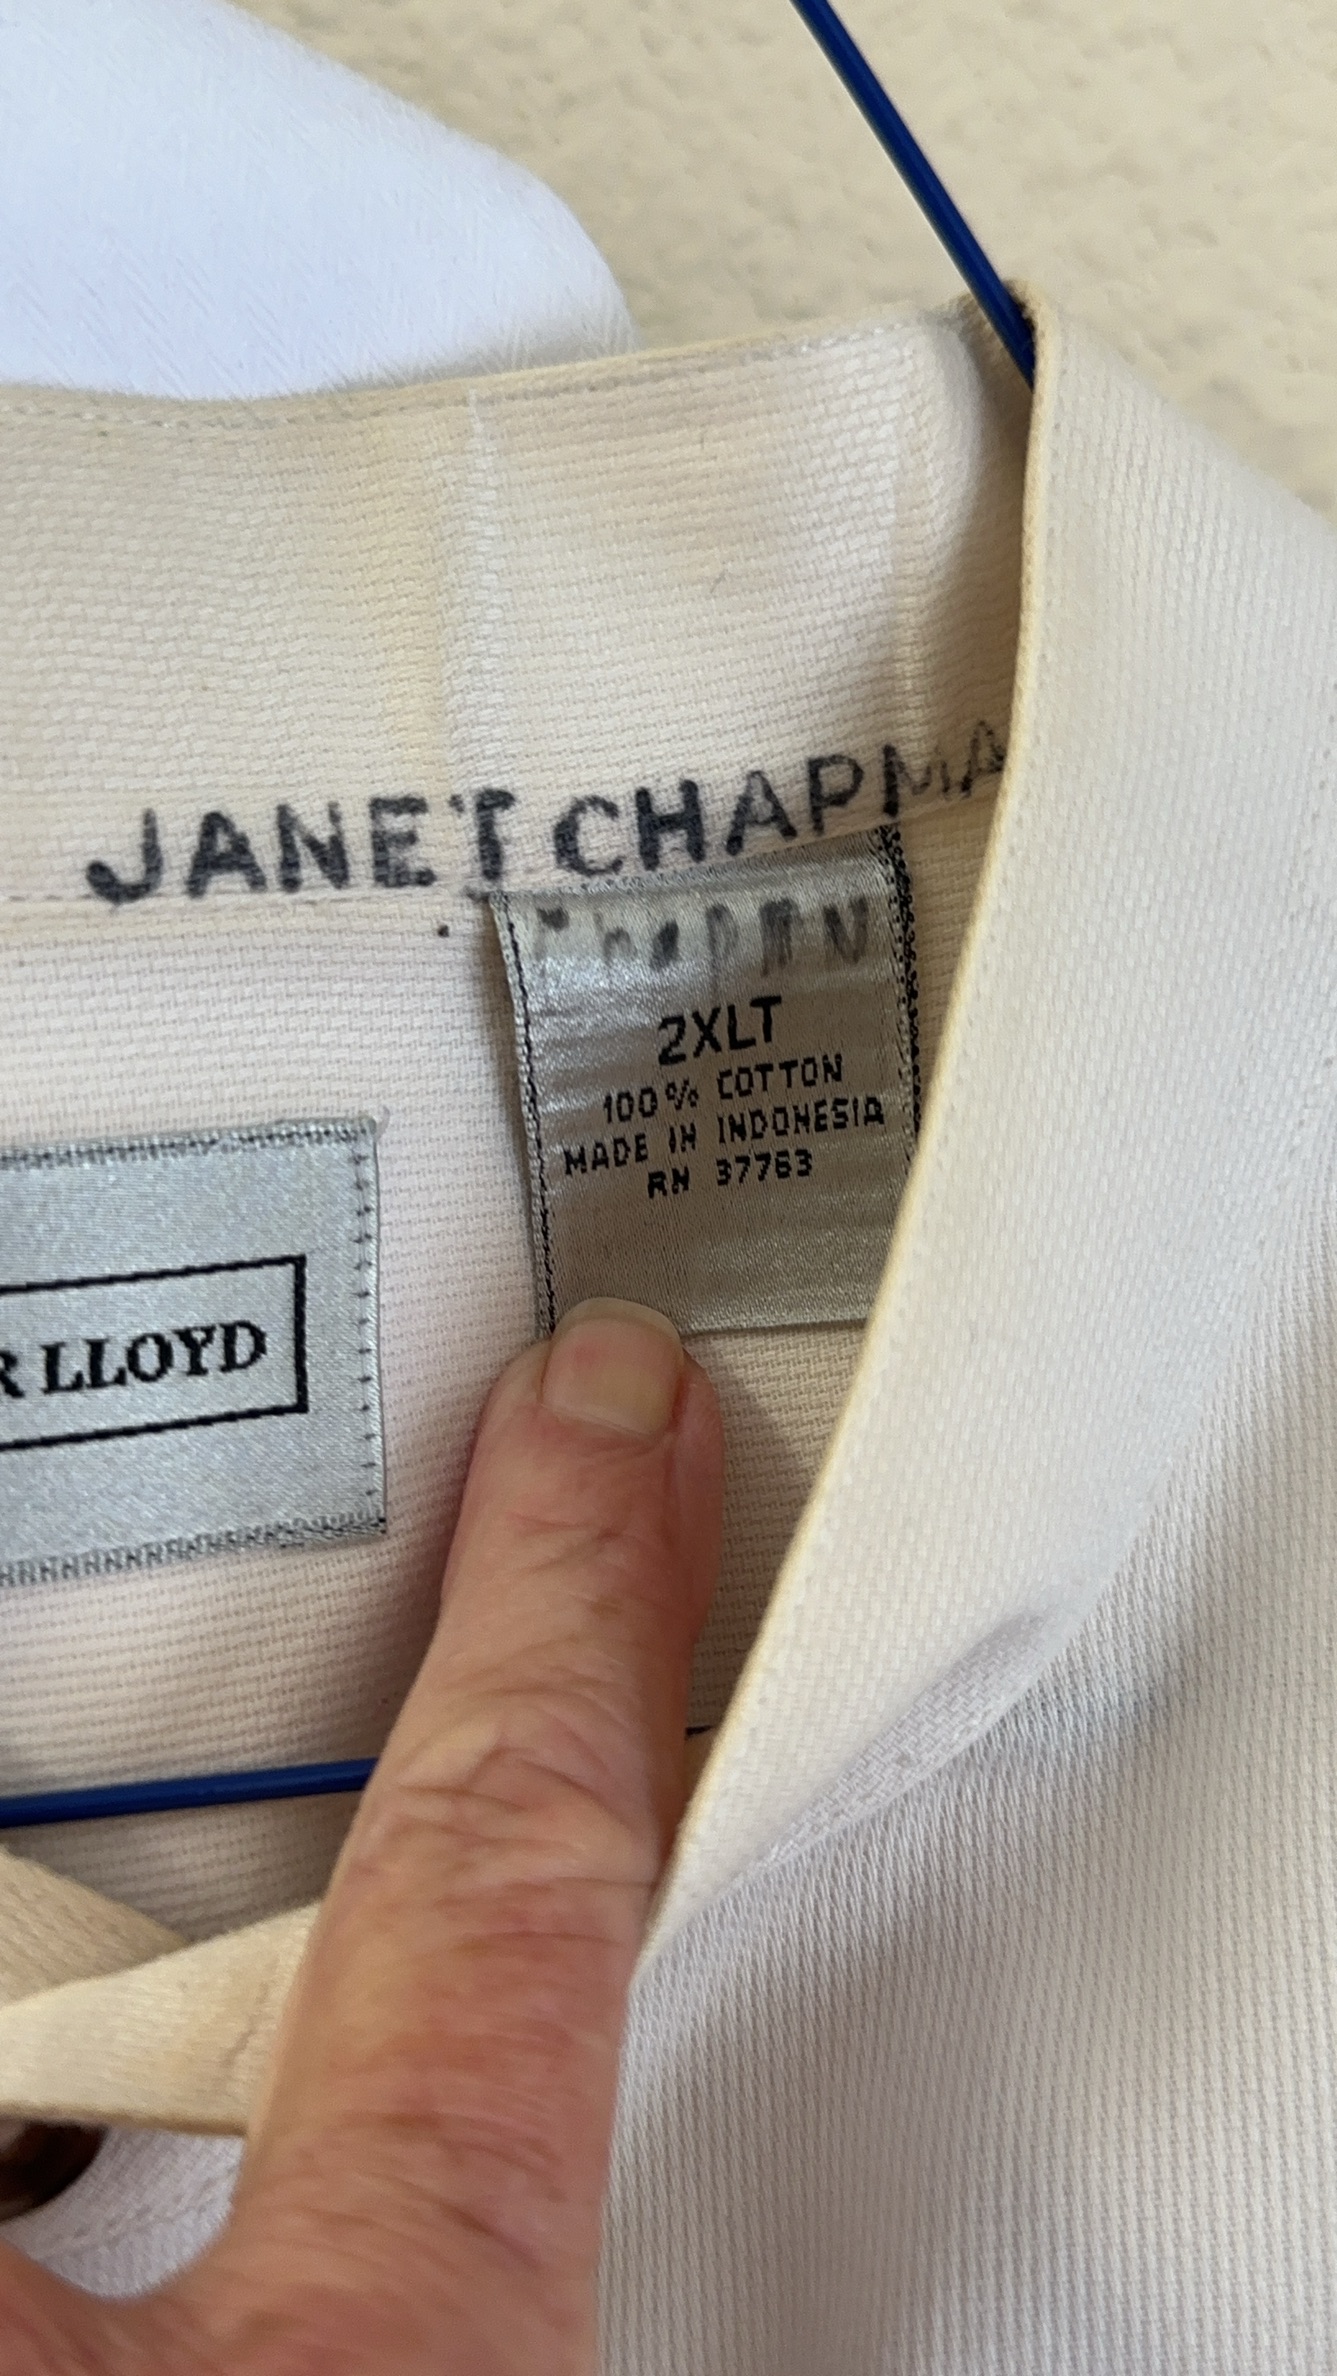 JANET CHAPMA
2XLT
100% COTTON
MADE IN INDONESIA
RN 37763
R LLOYD